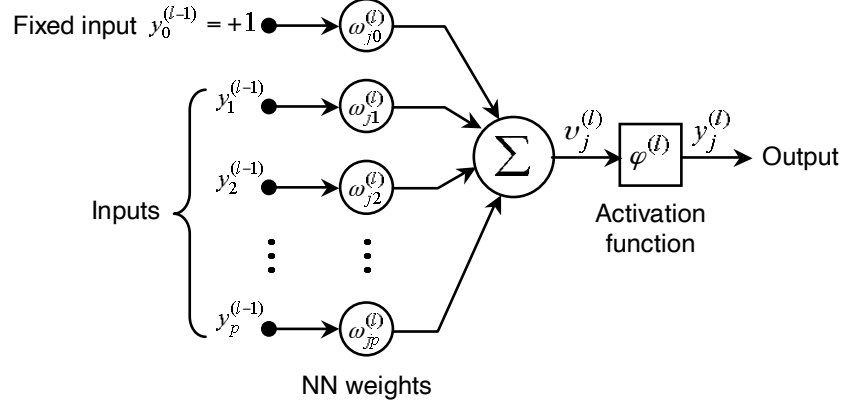 Fixed input y_0^{(l-1)} = +1 ω_{j0}^{(l)}
y_1^{(l-1)} ω_{j1}^{(l)}
υ_j^{(l)} y_j^{(l)}
Σ φ^{(l)} Output
y_2^{(l-1)} ω_{j2}^{(l)}
Inputs
Activation
function
y_p^{(l-1)} ω_{jp}^{(l)}
NN weights